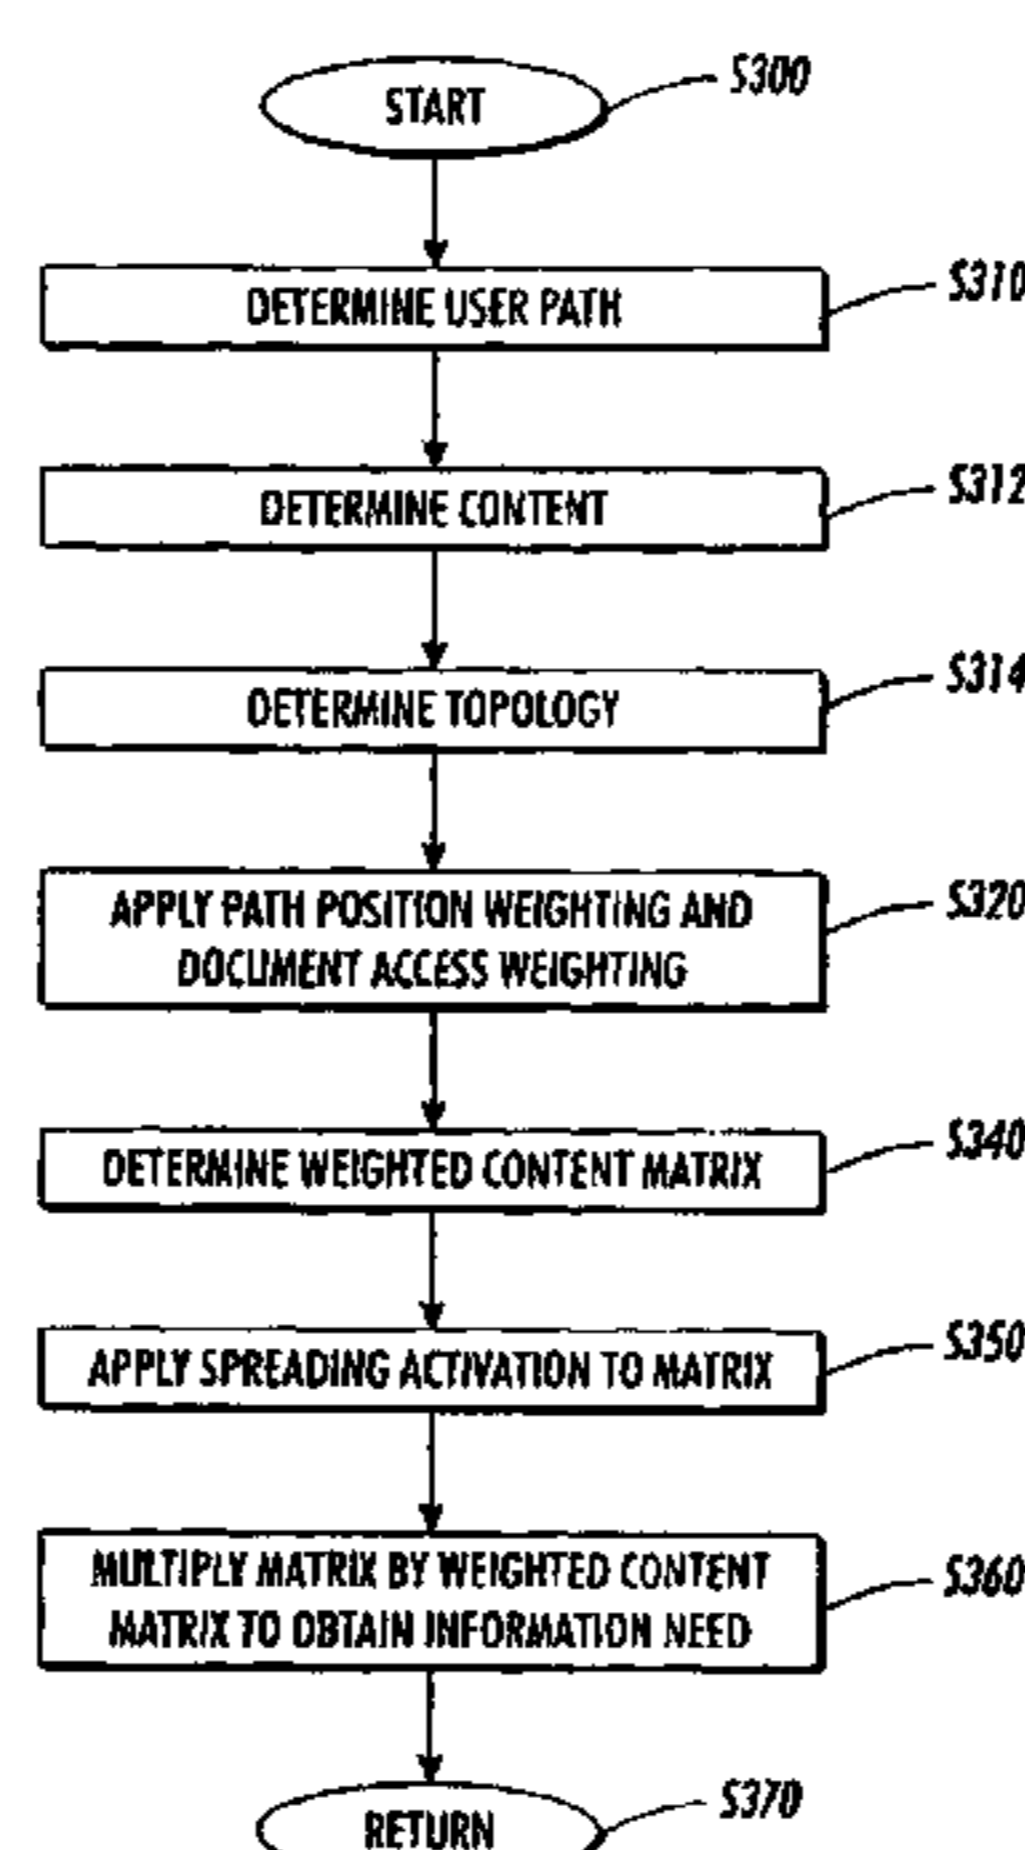 START
S300
DETERMINE USER PATH
S310
DETERMINE CONTENT
S312
DETERMINE TOPOLOGY
S314
APPLY PATH POSITION WEIGHTING AND
DOCUMENT ACCESS WEIGHTING
S320
DETERMINE WEIGHTED CONTENT MATRIX
S340
APPLY SPREADING ACTIVATION TO MATRIX
S350
MULTIPLY MATRIX BY WEIGHTED CONTENT
MATRIX TO OBTAIN INFORMATION NEED
S360
RETURN
S370